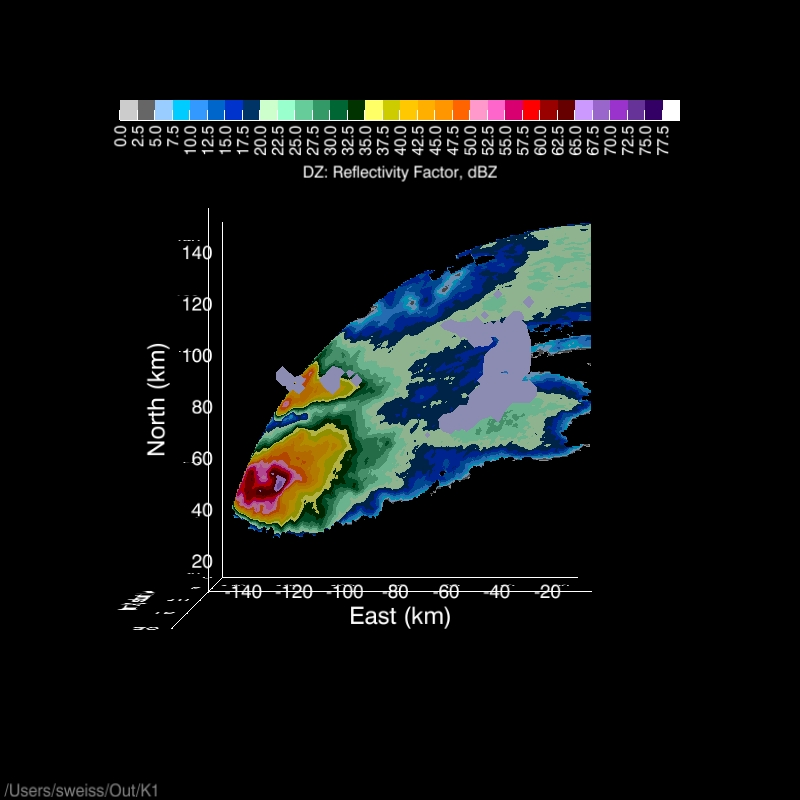 0.0 2.5 5.0 7.5 10.0 12.5 15.0 17.5 20.0 22.5 25.0 27.5 30.0 32.5 35.0 37.5 40.0 42.5 45.0 47.5 50.0 52.5 55.0 57.5 60.0 62.5 65.0 67.5 70.0 72.5 75.0 77.5
DZ: Reflectivity Factor, dBZ
140
120
100
80
60
40
20
North (km)
-140 -120 -100 -80 -60 -40 -20
East (km)
/Users/sweiss/Out/K1